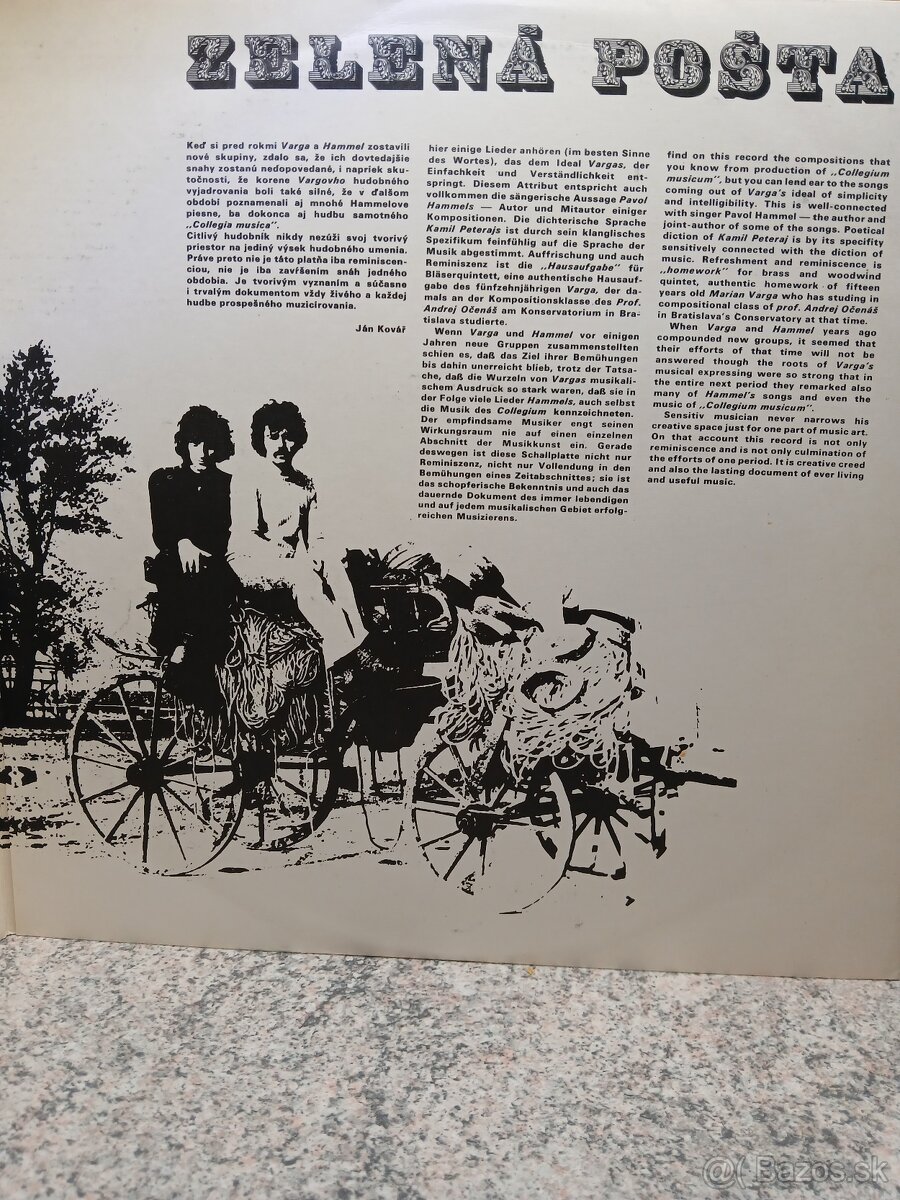 ZELENÁ POŠTA
Keď si pred rokmi Varga a Hammel zostavili
nové skupiny, zdalo sa, že ich dovtedajšie
snahy zostanú nedopovedané, i napriek sku-
točnosti, že korene Vargovho hudobného
vyjadrovania boli také silné, že v ďalšom
období poznamenali aj mnohé Hammelove
piesne, ba dokonca aj hudbu samotného
„Collegia musica".
Citlivý hudobník nikdy nezúži svoj tvorivý
priestor na jediný výsek hudobného umenia.
Práve preto nie je táto platňa iba reminiscen-
ciou, nie je iba zavŕšením snáh jedného
obdobia. Je tvorivým vyznaním a súčasne
i trvalým dokumentom vždy živého a každej
hudbe prospešného muzicirovania.
Ján Kovář
hier einige Lieder anhören (im besten Sinne
des Wortes), das dem Ideal Vargas, der
Einfachheit und Verständlichkeit ent-
springt. Diesem Attribut entspricht auch
vollkommen die sängerische Aussage Pavol
Hammels — Autor und Mitautor einiger
Kompositionen. Die dichterische Sprache
Kamil Peterajs ist durch sein klanglisches
Spezifikum feinfühlig auf die Sprache der
Musik abgestimmt. Auffrischung und auch
Reminiszenz ist die „Hausaufgabe" für
Bläserquintett, eine authentische Hausauf-
gabe des fünfzehnjährigen Varga, der da-
mals an der Kompositionsklasse des Prof.
Andrej Očenáš am Konservatorium in Bra-
tislava studierte.
Wenn Varga und Hammel vor einigen
Jahren neue Gruppen zusammenstellten
schien es, daß das Ziel ihrer Bemühungen
bis dahin unerreicht blieb, trotz der Tatsa-
che, daß die Wurzeln von Vargas musikali-
schem Ausdruck so stark waren, daß sie in
der Folge viele Lieder Hammels, auch selbst
die Musik des Collegium kennzeichneten.
Der empfindsame Musiker engt seinen
Wirkungsraum nie auf einen einzelnen
Abschnitt der Musikkunst ein. Gerade
deswegen ist diese Schallplatte nicht nur
Reminiszenz, nicht nur Vollendung in den
Bemühungen eines Zeitabschnittes; sie ist
das schopferische Bekenntnis und auch das
dauernde Dokument des immer lebendigen
und auf jedem musikalischen Gebiet erfolg-
reichen Musizierens.
find on this record the compositions that
you know from production of „Collegium
musicum", but you can lend ear to the songs
coming out of Varga's ideal of simplicity
and intelligibility. This is well-connected
with singer Pavol Hammel — the author and
joint-author of some of the songs. Poetical
diction of Kamil Peteraj is by its specifity
sensitively connected with the diction of
music. Refreshment and reminiscence is
„homework" for brass and woodwind
quintet, authentic homework of fifteen
years old Marian Varga who has studing in
compositional class of prof. Andrej Očenáš
in Bratislava's Conservatory at that time.
When Varga and Hammel years ago
compounded new groups, it seemed that
their efforts of that time will not be
answered though the roots of Varga's
musical expressing were so strong that in
the entire next period they remarked also
many of Hammel's songs and even the
music of „Collegium musicum".
Sensitiv musician never narrows his
creative space just for one part of music art.
On that account this record is not only
reminiscence and is not only culmination of
the efforts of one period. It is creative creed
and also the lasting document of ever living
and useful music.
@( Bazos.sk